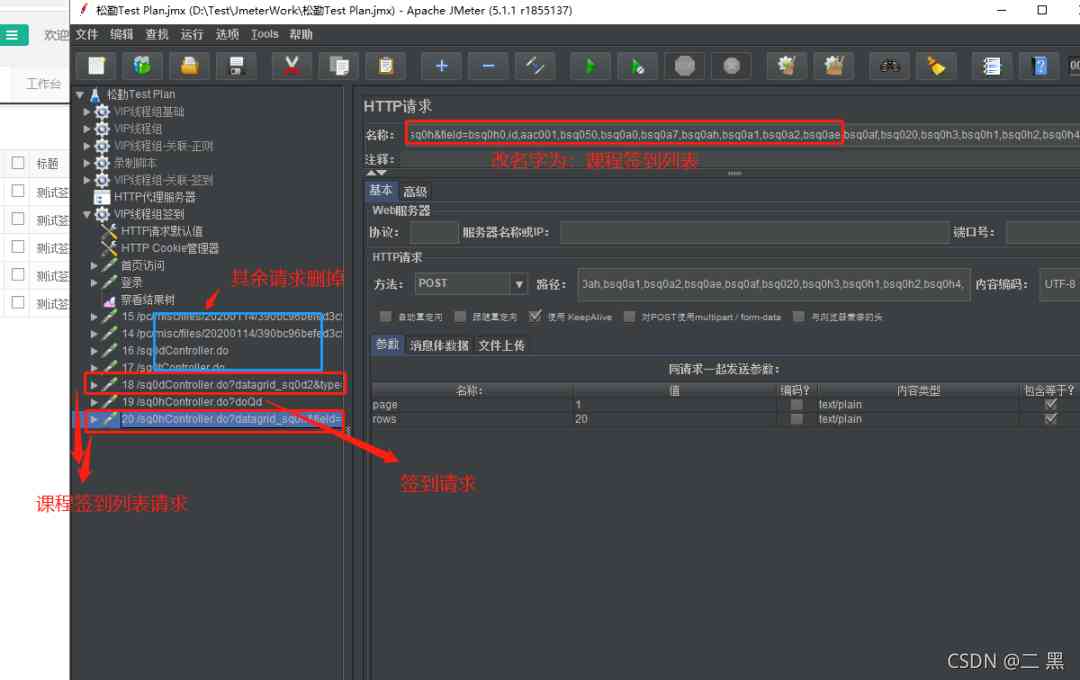 松勤Test Plan.jmx (D:\Test\JmeterWork\松勤Test Plan.jmx) - Apache JMeter (5.1.1 r1855137)
文件 编辑 查找 运行 选项 Tools 帮助
欢迎
工作台
标题
测试签
测试签
测试签
测试签
测试签
松勤Test Plan
VIP线程组基础
VIP线程组
VIP线程组-关联-正则
录制脚本
VIP线程组-关联-签到
HTTP代理服务器
VIP线程组签到
HTTP请求默认值
HTTP Cookie管理器
首页访问
登录
察看结果树
15 /pc/misc/files/20200114/390bc96befed3c
14 /pc/misc/files/20200114/390bc96befed3c
16 /sq0dController.do
18 /sq0dController.do?datagrid_sq0d2&type
19 /sq0hController.do?doQd
其余请求删掉
课程签到列表请求
签到请求
HTTP请求
名称: sq0h&field=bsq0h0,id,aac001,bsq050,bsq0a0,bsq0a7,bsq0ah,bsq0a1,bsq0a2,bsq0ae,bsq0af,bsq020,bsq0h3,bsq0h1,bsq0h2,bsq0h4
注释: 改名字为：课程签到列表
基本 高级
Web服务器
协议: 服务器名称或IP: 端口号:
HTTP请求
方法: POST 路径: 0ah,bsq0a1,bsq0a2,bsq0ae,bsq0af,bsq020,bsq0h3,bsq0h1,bsq0h2,bsq0h4, 内容编码: UTF-8
自动重定向 跟随重定向 使用 KeepAlive 对POST使用multipart / form-data 与浏览器兼容的头
参数 消息体数据 文件上传
同请求一起发送参数:
名称: 值 编码? 内容类型 包含等于?
page 1 text/plain
rows 20 text/plain
CSDN @二 黑